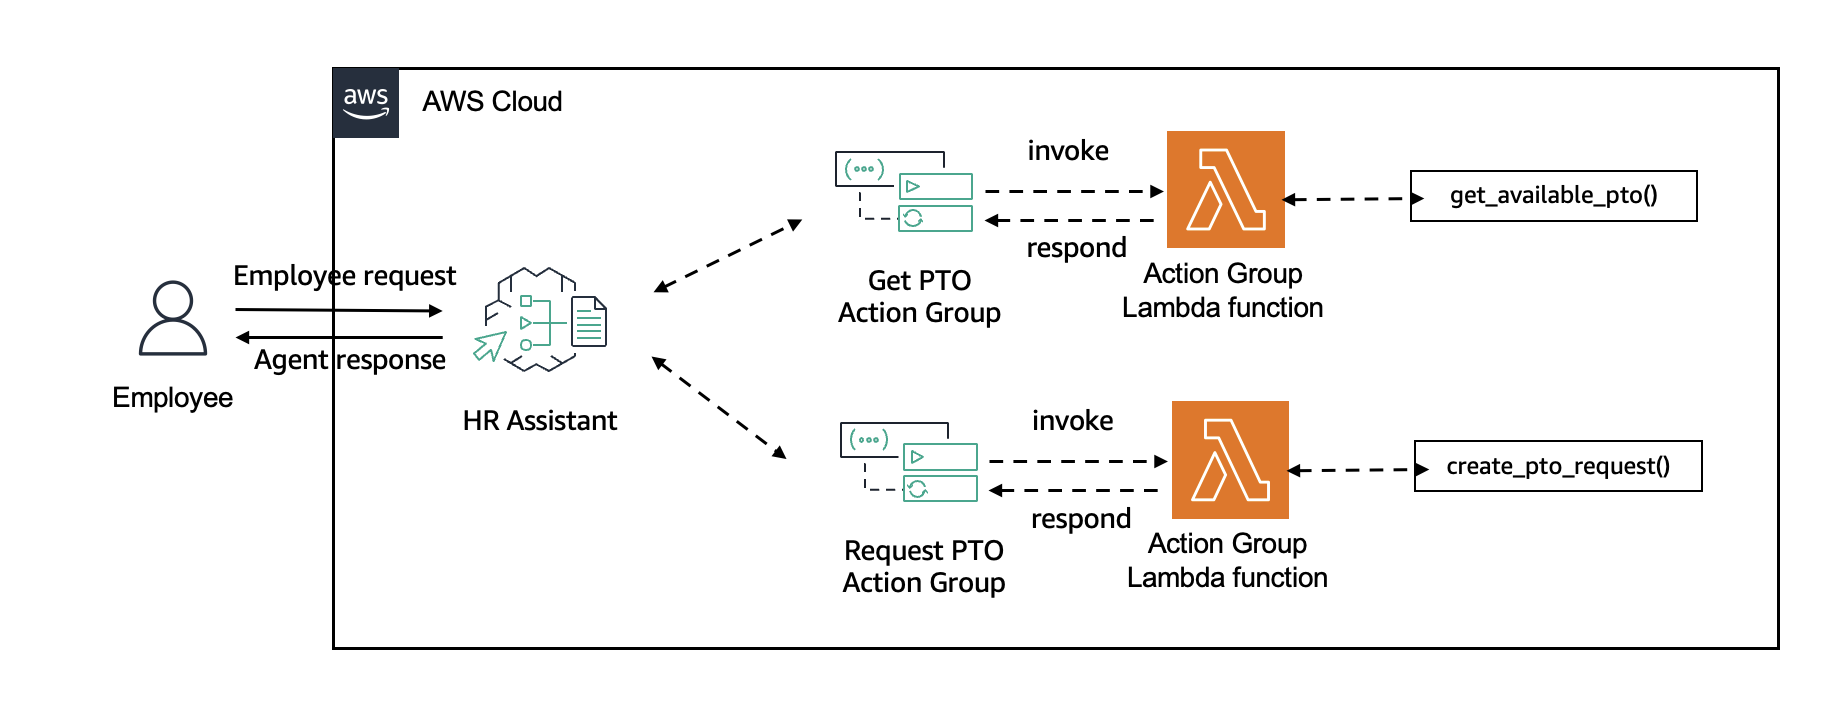 aws
AWS Cloud
invoke
respond
get_available_pto()
Get PTO
Action Group
Action Group
Lambda function
Employee request
Agent response
Employee
HR Assistant
invoke
respond
create_pto_request()
Request PTO
Action Group
Action Group
Lambda function